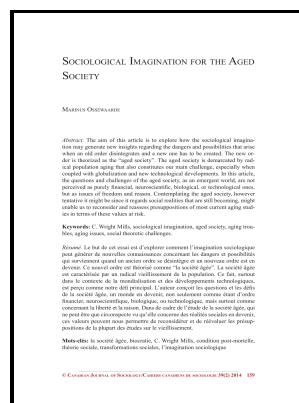 SOCIOLOGICAL IMAGINATION FOR THE AGED
SOCIETY
MARINUS OSSEWAARDE
Abstract. The aim of this article is to explore how the sociological imagina-
tion may generate new insights regarding the dangers and possibilities that arise
when an old order disintegrates and a new one has to be created. The new or-
der is theorized as the “aged society”. The aged society is demarcated by rad-
ical population aging that also constitutes our main challenge, especially when
coupled with globalization and new technological developments. In this article,
the questions and challenges of the aged society, as an emergent world, are not
perceived as purely financial, neuroscientific, biological, or technological ones,
but as issues of freedom and reason. Contemplating the aged society, however
tentative it might be since it regards social realities that are still becoming, might
enable us to reconsider and reassess presuppositions of most current aging stud-
ies in terms of these values at risk.
Keywords: C. Wright Mills, sociological imagination, aged society, aging trou-
bles, aging issues, social theoretic challenges.
Résumé. Le but de cet essai est d’explorer comment l’imagination sociologique
peut générer de nouvelles connaissances concernant les dangers et possibilités
qui surviennent quand un ancien ordre se désintègre et un nouveau ordre est en
devenir. Ce nouvel ordre est théorisé comme “la société âgée”. La société âgée
est caractérisée par un radical vieillissement de la population. Ce fait, surtout
dans le contexte de la mondialisation et des développements technologiques,
est perçu comme notre défi principal. L’auteur conçoit les questions et les défis
de la société âgée, un monde en devenir, non seulement comme étant d’ordre
financier, neuroscientifique, biologique, ou technologique, mais surtout comme
concernant la liberté et la raison. Dans de cadre de l’étude de la société âgée, qui
ne peut être que circonspecte vu qu’elle concerne des réalités sociales en devenir,
ces valeurs peuvent nous permettre de reconsidérer et de réévaluer les présup-
positions de la plupart des études sur le vieillissement.
Mots-clés: la société âgée, biocratie, C. Wright Mills, condition post-mortelle,
théorie sociale, transformations sociales, l’imagination sociologique
© CANADIAN JOURNAL OF SOCIOLOGY/CAHIERS CANADIENS DE SOCIOLOGIE 39(2) 2014 159